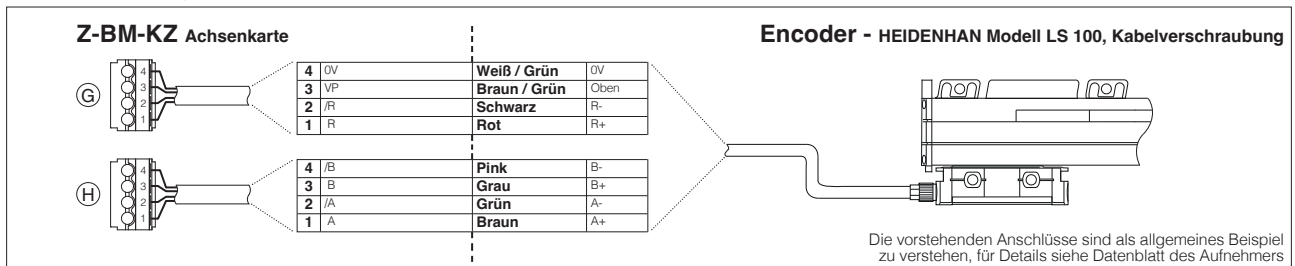 Z-BM-KZ Achsenkarte
Encoder - HEIDENHAN Modell LS 100, Kabelverschraubung
G
4
3
2
1
4 0V Weiß / Grün 0V
3 VP Braun / Grün Oben
2 /R Schwarz R-
1 R Rot R+
H
4
3
2
1
4 /B Pink B-
3 B Grau B+
2 /A Grün A-
1 A Braun A+
Die vorstehenden Anschlüsse sind als allgemeines Beispiel
zu verstehen, für Details siehe Datenblatt des Aufnehmers